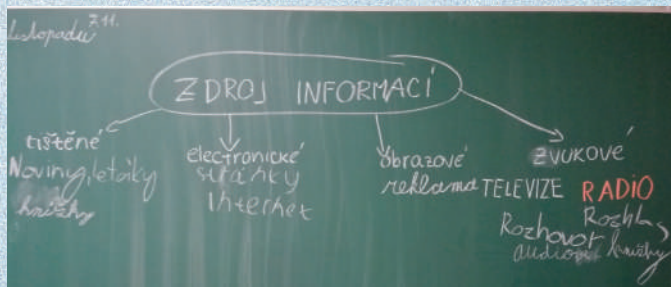 listopadu 7.11.
ZDROJ INFORMACÍ
tištěné
Noviny, letáky
knížky
electronické
stránky
Internet
obrazové
reklama
zvukové
TELEVIZE RADIO
Rozhovor Rozhlas
audio knížky